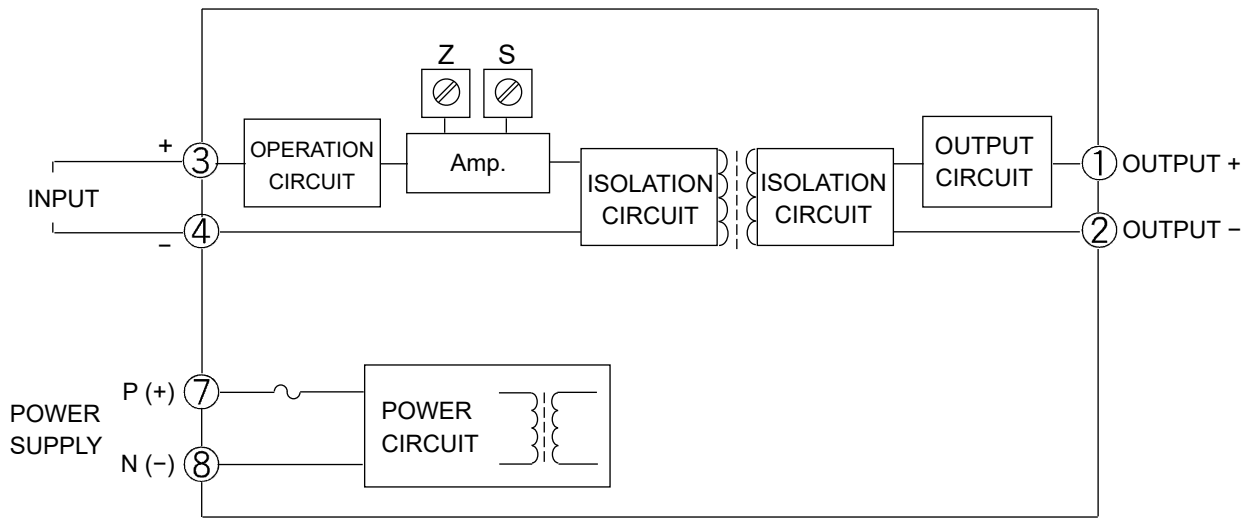 Z
S
+
3
OPERATION
CIRCUIT
Amp.
ISOLATION
CIRCUIT
ISOLATION
CIRCUIT
OUTPUT
CIRCUIT
1
OUTPUT +
INPUT
−
4
2
OUTPUT −
P (+)
7
POWER
SUPPLY
POWER
CIRCUIT
N (−)
8